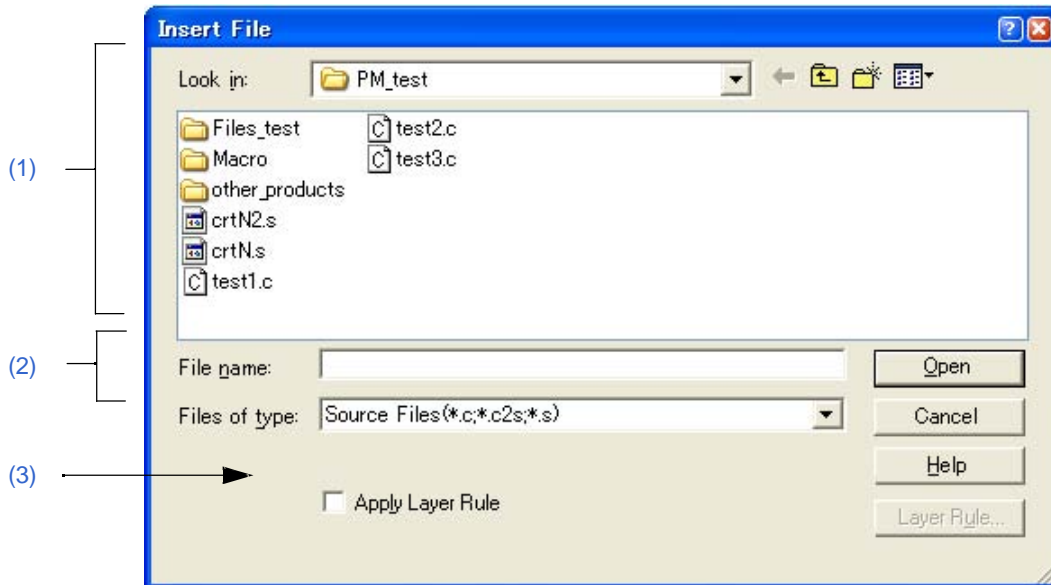 Insert File
(1)
Look in:
PM_test
Files_test
Macro
other_products
crtN2.s
crtN.s
test1.c
test2.c
test3.c
(2)
File name:
Open
Files of type:
Source Files(*.c;*.c2s;*.s)
Cancel
(3)
Help
Apply Layer Rule
Layer Rule...